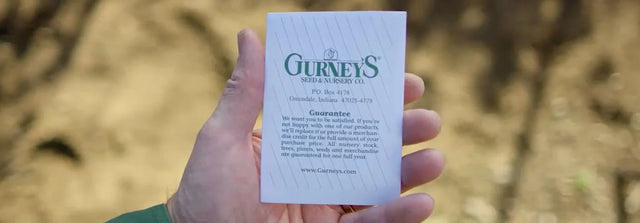 GURNEY'S®
SEED & NURSERY CO.
P.O. Box 4178
Greendale, Indiana 47025-4178
Guarantee
We want you to be satisfied. If you're
not happy with one of our products,
we'll replace it or provide a merchan-
dise credit for the full amount of your
purchase price. All nursery stock,
trees, plants, seeds and merchandise
are guaranteed for one full year.
www.Gurneys.com